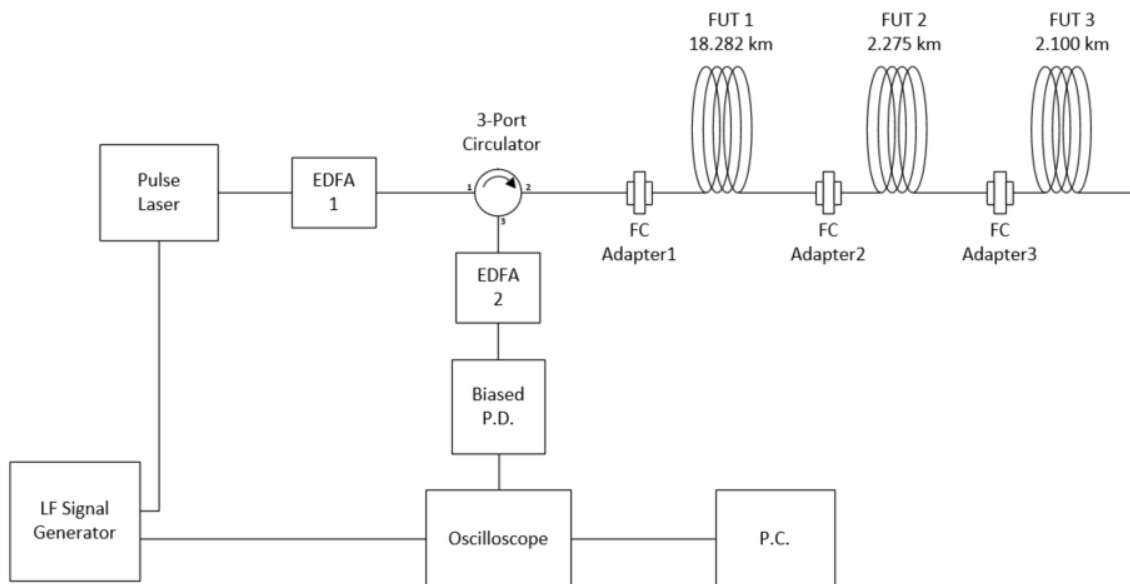 FUT 1
18.282 km
FUT 2
2.275 km
FUT 3
2.100 km
3-Port
Circulator
Pulse
Laser
EDFA
1
1
2
3
FC
Adapter1
FC
Adapter2
FC
Adapter3
EDFA
2
Biased
P.D.
LF Signal
Generator
Oscilloscope
P.C.